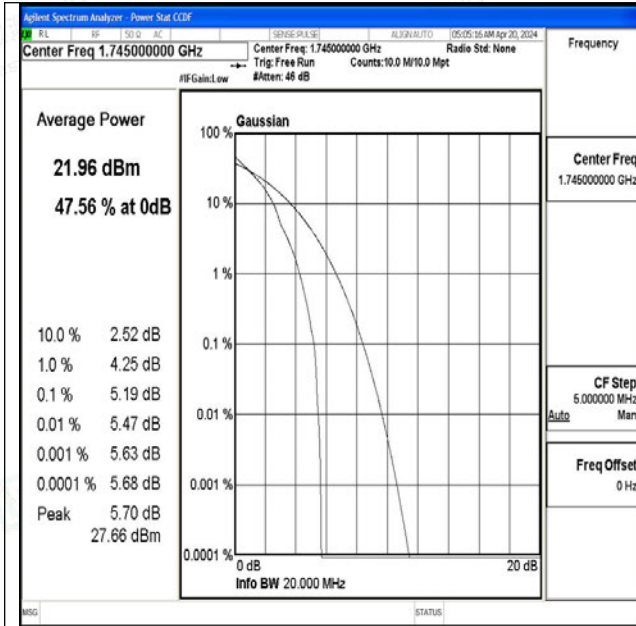 Agilent Spectrum Analyzer - Power Stat CCDF
RL RF 50 Ω AC SENSE:PULSE ALIGNAUTO 05:05:16 AM Apr 20, 2024
Center Freq 1.745000000 GHz
Center Freq: 1.745000000 GHz Radio Std: None
Trig: Free Run Counts:10.0 M/10.0 Mpt
#IFGain:Low #Atten: 46 dB
Frequency
Average Power
21.96 dBm
47.56 % at 0dB
10.0 % 2.52 dB
1.0 % 4.25 dB
0.1 % 5.19 dB
0.01 % 5.47 dB
0.001 % 5.63 dB
0.0001 % 5.68 dB
Peak 5.70 dB
27.66 dBm
Gaussian
100 %
10 %
1 %
0.1 %
0.01 %
0.001 %
0.0001 %
0 dB 20 dB
Info BW 20.000 MHz
Center Freq
1.745000000 GHz
CF Step
5.000000 MHz
Auto Man
Freq Offset
0 Hz
MSG STATUS